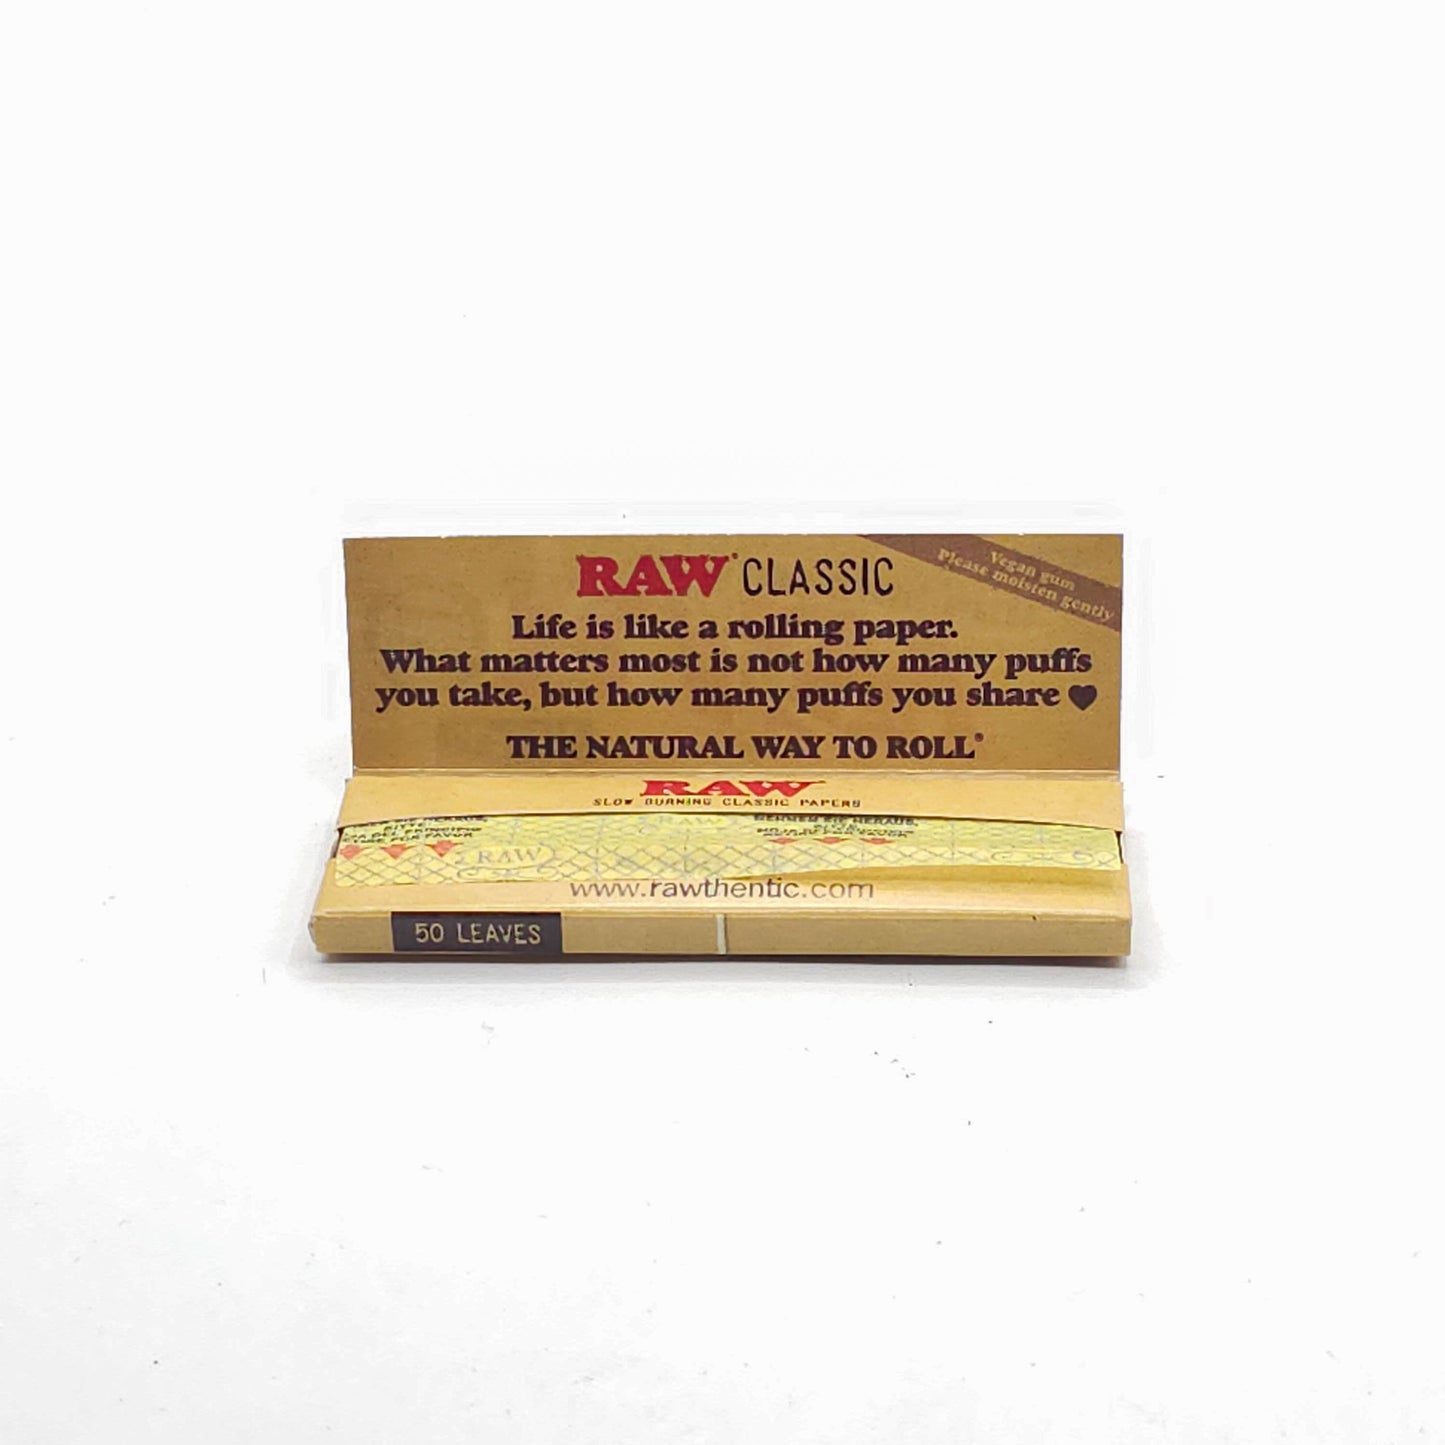 RAW® CLASSIC
Vegan gum
Please moisten gently
Life is like a rolling paper.
What matters most is not how many puffs
you take, but how many puffs you share
THE NATURAL WAY TO ROLL®
RAW
SLOW BURNING CLASSIC PAPERS
RAW
RAW
www.rawthentic.com
50 LEAVES